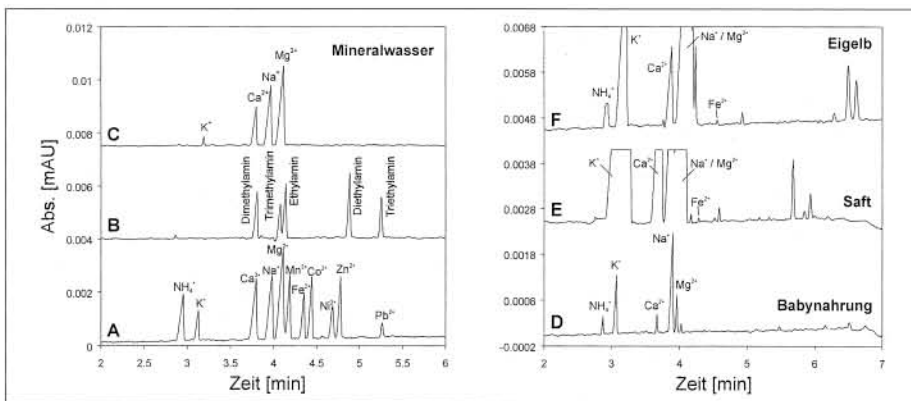 Abs. [mAU]
0.012
0.01
0.008
0.006
0.004
0.002
0
Mineralwasser
C
K⁺
Ca²⁺
Na⁺
Mg²⁺
B
Dimethylamin
Trimethylamin
Ethylamin
Diethylamin
Triethylamin
A
NH₄⁺
K⁺
Ca²⁺
Na⁺
Mg²⁺
Mn²⁺
Fe²⁺
Co²⁺
Ni²⁺
Zn²⁺
Pb²⁺
2 2.5 3 3.5 4 4.5 5 5.5 6
Zeit [min]
0.0068
0.0058
0.0048
0.0038
0.0028
0.0018
0.0008
-0.0002
Eigelb
F
NH₄⁺
K⁺
Ca²⁺
Na⁺ / Mg²⁺
Fe²⁺
E
K⁺
Ca²⁺
Na⁺ / Mg²⁺
Fe²⁺
Saft
D
NH₄⁺
K⁺
Ca²⁺
Na⁺
Mg²⁺
Babynahrung
2 3 4 5 6 7
Zeit [min]